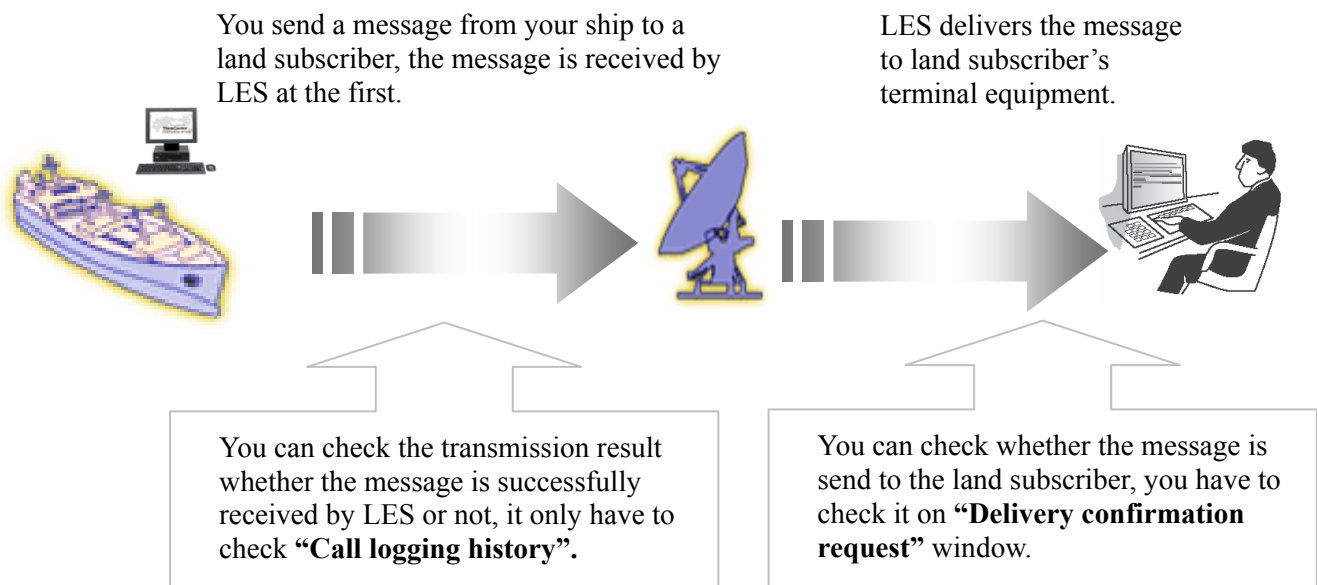 You send a message from your ship to a
land subscriber, the message is received by
LES at the first.
LES delivers the message
to land subscriber’s
terminal equipment.
You can check the transmission result
whether the message is successfully
received by LES or not, it only have to
check “Call logging history”.
You can check whether the message is
send to the land subscriber, you have to
check it on “Delivery confirmation
request” window.